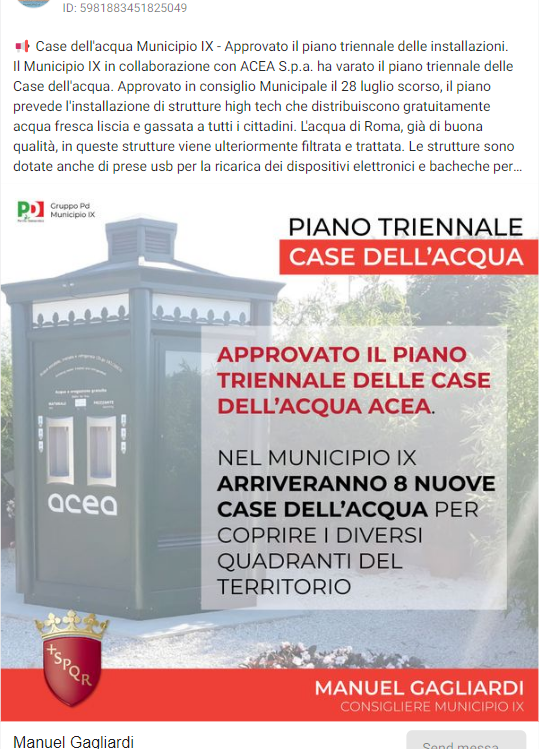 ID: 5981883451825049
📢 Case dell'acqua Municipio IX - Approvato il piano triennale delle installazioni.
Il Municipio IX in collaborazione con ACEA S.p.a. ha varato il piano triennale delle
Case dell'acqua. Approvato in consiglio Municipale il 28 luglio scorso, il piano
prevede l'installazione di strutture high tech che distribuiscono gratuitamente
acqua fresca liscia e gassata a tutti i cittadini. L'acqua di Roma, già di buona
qualità, in queste strutture viene ulteriormente filtrata e trattata. Le strutture sono
dotate anche di prese usb per la ricarica dei dispositivi elettronici e bacheche per...
PD
Gruppo Pd
Municipio IX
PIANO TRIENNALE
CASE DELL'ACQUA
APPROVATO IL PIANO
TRIENNALE DELLE CASE
DELL'ACQUA ACEA.
NEL MUNICIPIO IX
ARRIVERANNO 8 NUOVE
CASE DELL'ACQUA PER
COPRIRE I DIVERSI
QUADRANTI DEL
TERRITORIO
acea
SPQR
MANUEL GAGLIARDI
CONSIGLIERE MUNICIPIO IX
Manuel Gagliardi
Send messa...